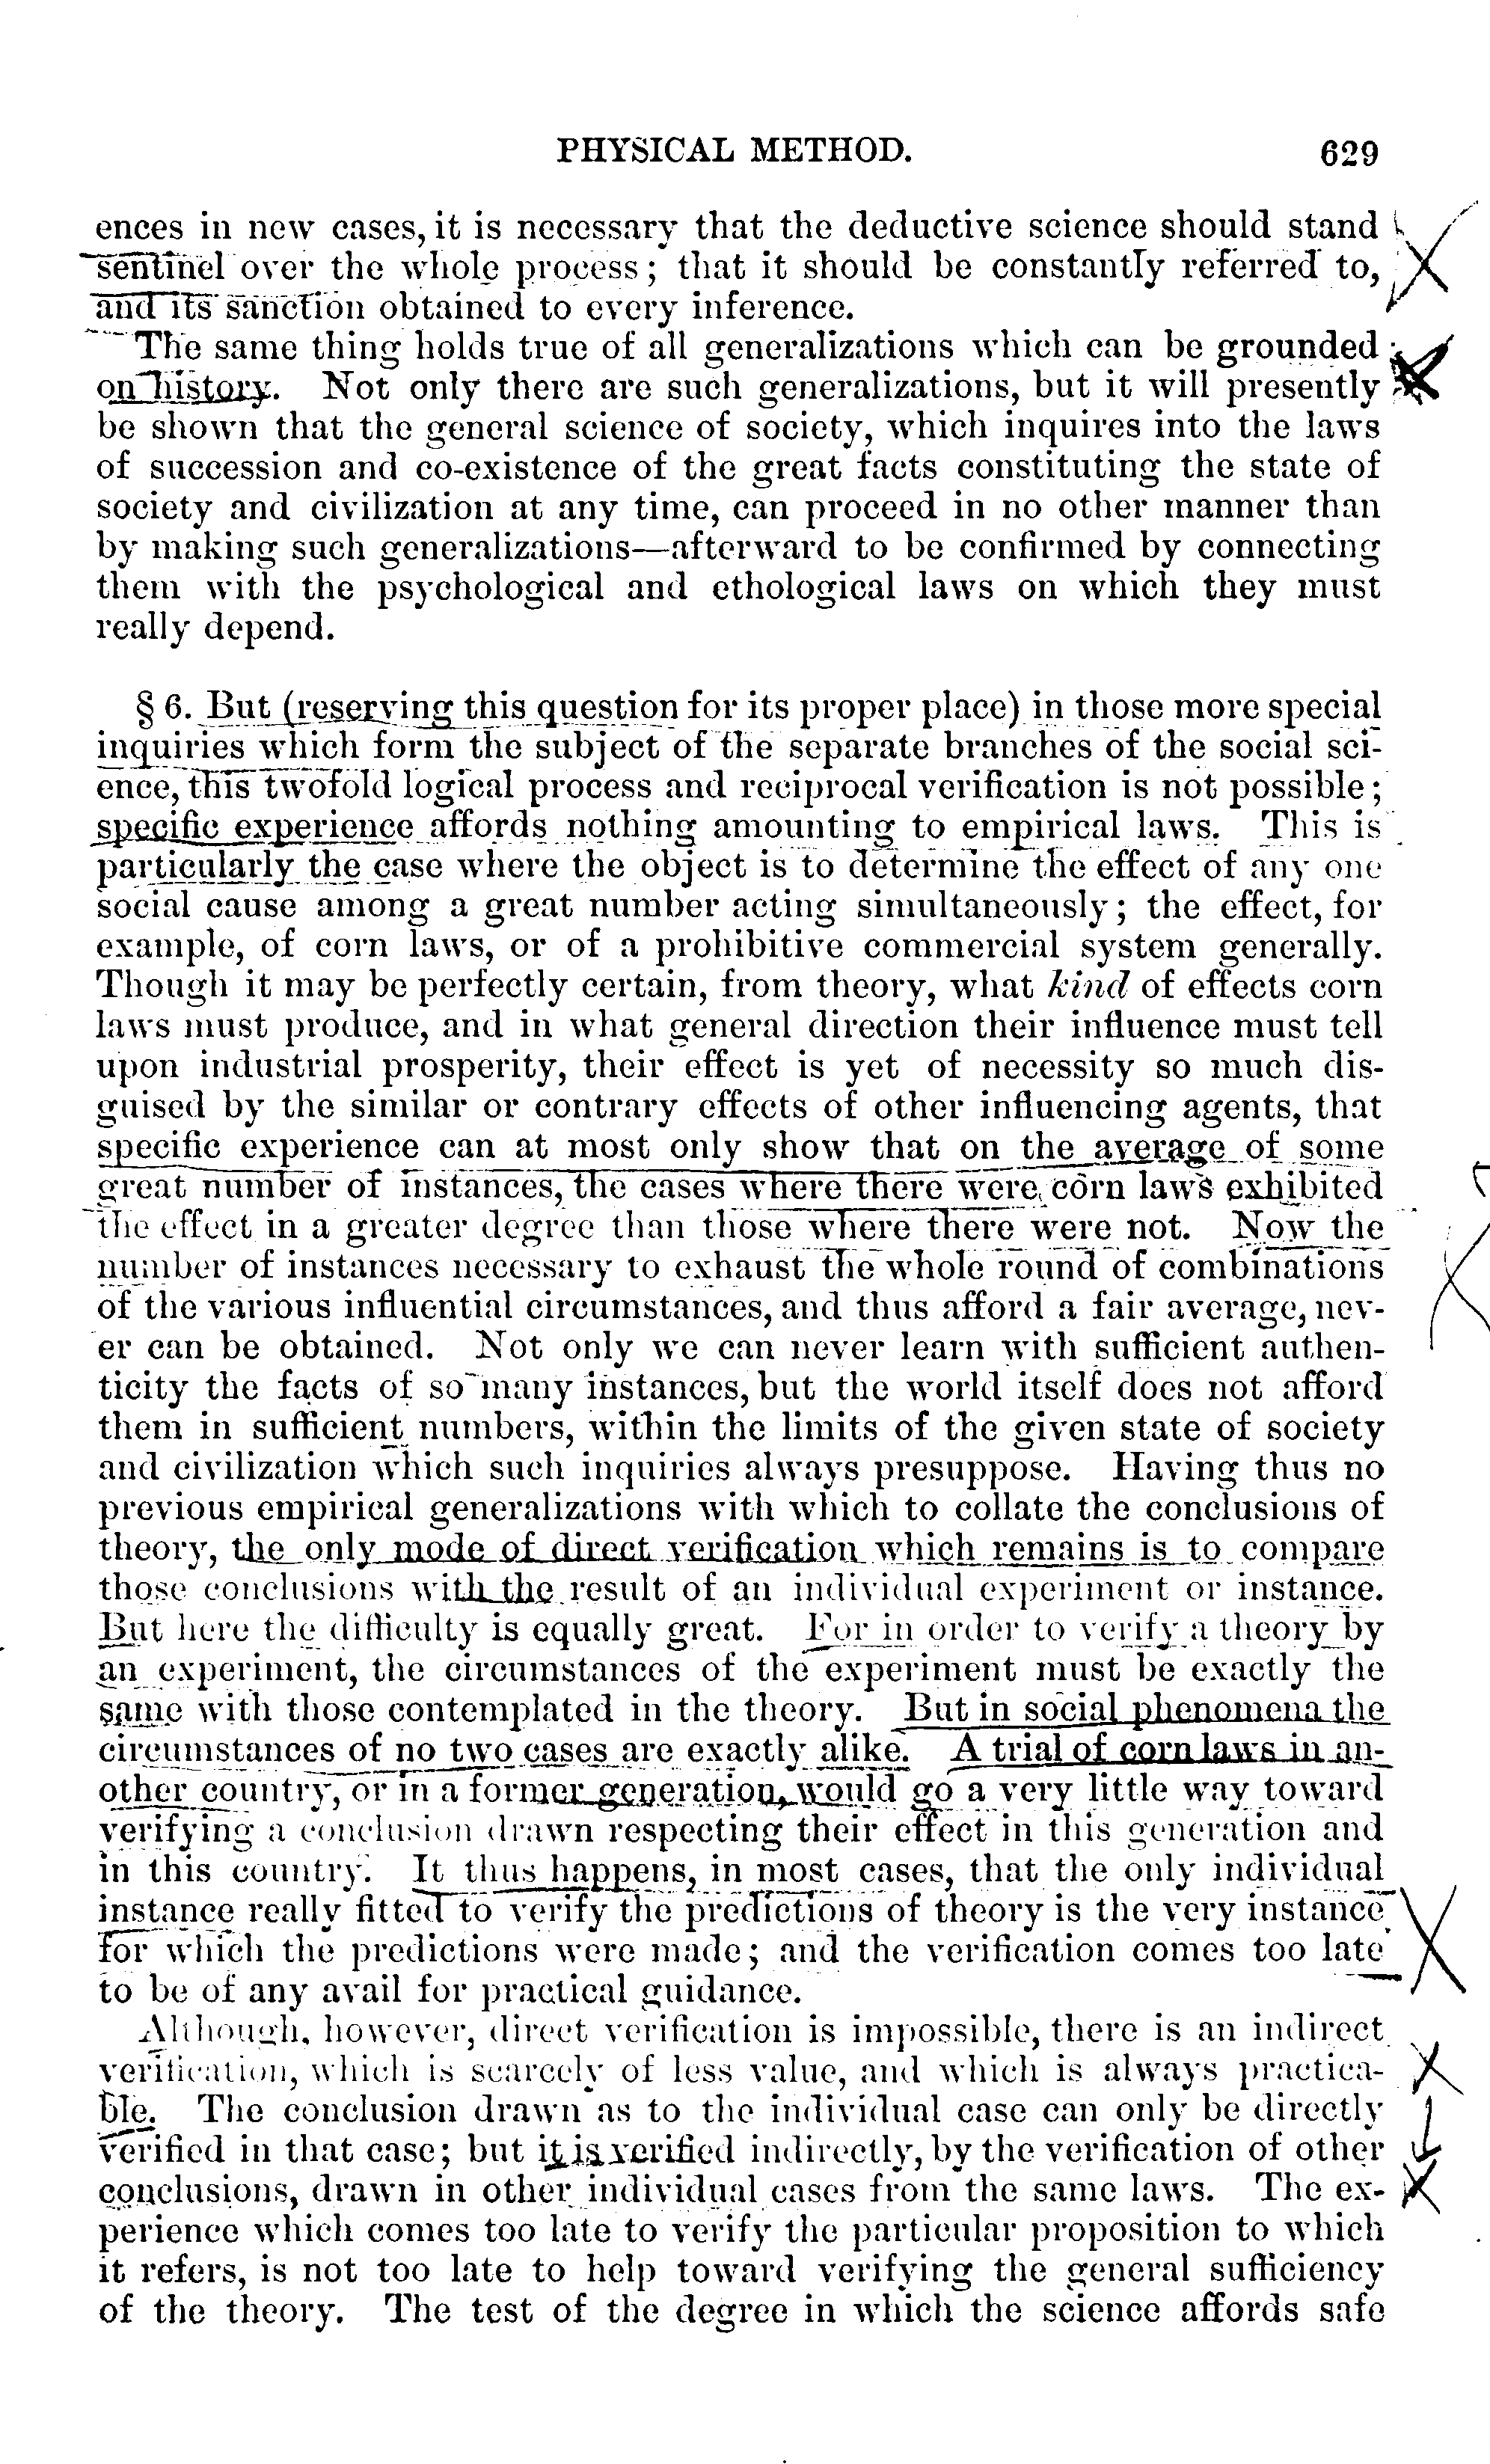 PHYSICAL METHOD. 629
ences in new cases, it is necessary that the deductive science should stand
sentinel over the whole process; that it should be constantly referred to,
and its sanction obtained to every inference.
The same thing holds true of all generalizations which can be grounded
on history. Not only there are such generalizations, but it will presently
be shown that the general science of society, which inquires into the laws
of succession and co-existence of the great facts constituting the state of
society and civilization at any time, can proceed in no other manner than
by making such generalizations—afterward to be confirmed by connecting
them with the psychological and ethological laws on which they must
really depend.
§ 6. But (reserving this question for its proper place) in those more special
inquiries which form the subject of the separate branches of the social sci-
ence, this twofold logical process and reciprocal verification is not possible;
specific experience affords nothing amounting to empirical laws. This is
particularly the case where the object is to determine the effect of any one
social cause among a great number acting simultaneously; the effect, for
example, of corn laws, or of a prohibitive commercial system generally.
Though it may be perfectly certain, from theory, what kind of effects corn
laws must produce, and in what general direction their influence must tell
upon industrial prosperity, their effect is yet of necessity so much dis-
guised by the similar or contrary effects of other influencing agents, that
specific experience can at most only show that on the average of some
great number of instances, the cases where there were corn laws exhibited
the effect in a greater degree than those where there were not. Now the
number of instances necessary to exhaust the whole round of combinations
of the various influential circumstances, and thus afford a fair average, nev-
er can be obtained. Not only we can never learn with sufficient authen-
ticity the facts of so many instances, but the world itself does not afford
them in sufficient numbers, within the limits of the given state of society
and civilization which such inquiries always presuppose. Having thus no
previous empirical generalizations with which to collate the conclusions of
theory, the only mode of direct verification which remains is to compare
those conclusions with the result of an individual experiment or instance.
But here the difficulty is equally great. For in order to verify a theory by
an experiment, the circumstances of the experiment must be exactly the
same with those contemplated in the theory. But in social phenomena the
circumstances of no two cases are exactly alike. A trial of corn laws in an-
other country, or in a former generation, would go a very little way toward
verifying a conclusion drawn respecting their effect in this generation and
in this country. It thus happens, in most cases, that the only individual
instance really fitted to verify the predictions of theory is the very instance
for which the predictions were made; and the verification comes too late
to be of any avail for practical guidance.
Although, however, direct verification is impossible, there is an indirect
verification, which is scarcely of less value, and which is always practica-
ble. The conclusion drawn as to the individual case can only be directly
verified in that case; but it is verified indirectly, by the verification of other
conclusions, drawn in other individual cases from the same laws. The ex-
perience which comes too late to verify the particular proposition to which
it refers, is not too late to help toward verifying the general sufficiency
of the theory. The test of the degree in which the science affords safe